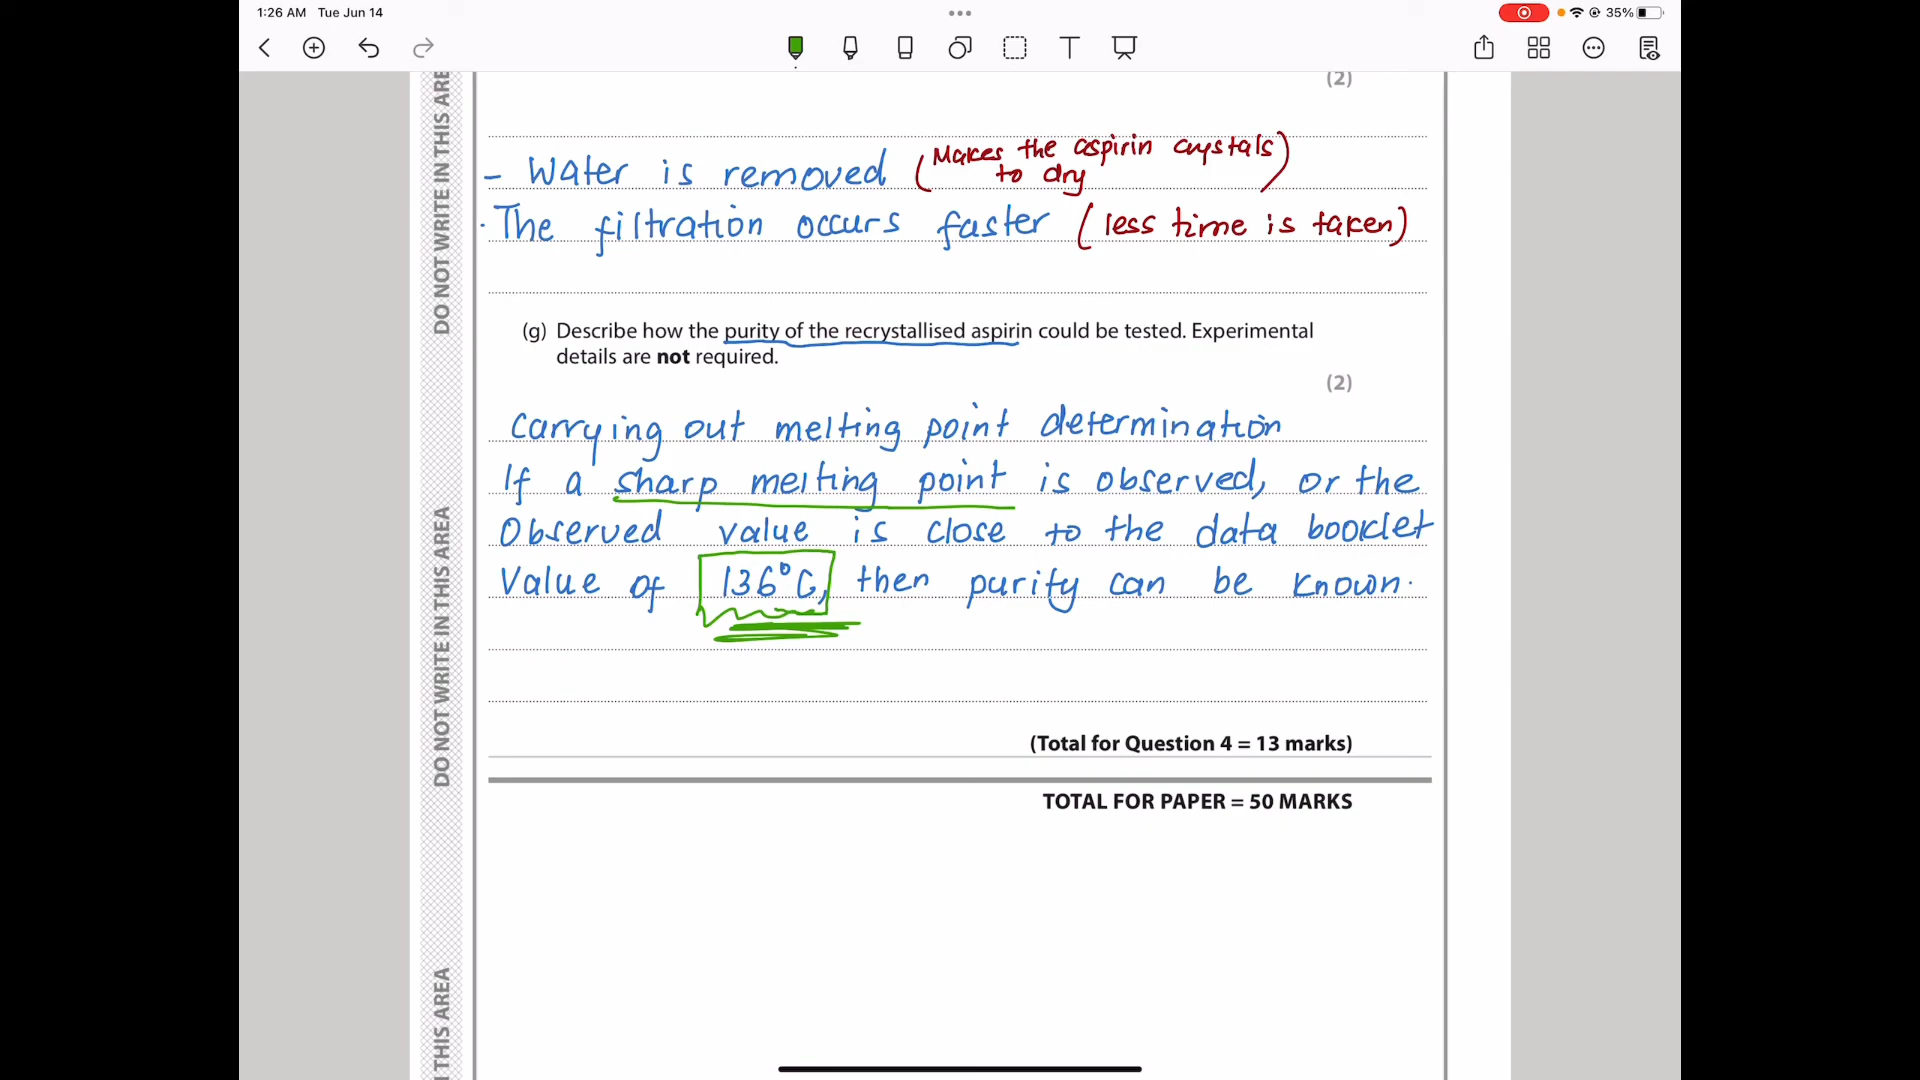 1:26 AM Tue Jun 14
35%
(2)
- Water is removed (Makes the aspirin crystals
to dry)
· The filtration occurs faster (less time is taken)
(g) Describe how the purity of the recrystallised aspirin could be tested. Experimental
details are not required.
(2)
Carrying out melting point determination
If a sharp melting point is observed, or the
Observed value is close to the data booklet
Value of 136°C, then purity can be known.
(Total for Question 4 = 13 marks)
TOTAL FOR PAPER = 50 MARKS
DO NOT WRITE IN THIS ARE
DO NOT WRITE IN THIS AREA
THIS AREA